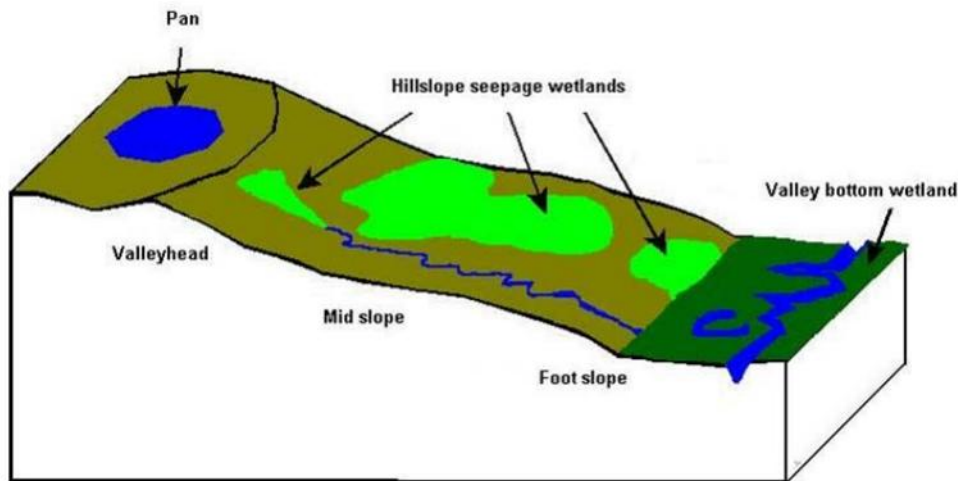 Pan
Hillslope seepage wetlands
Valley bottom wetland
Valleyhead
Mid slope
Foot slope